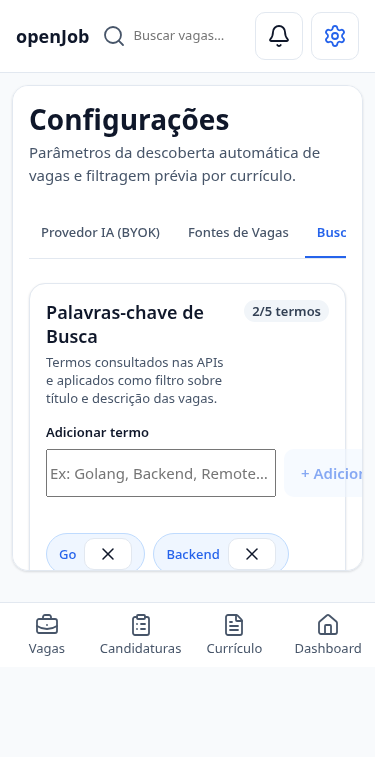 openJob
Buscar vagas...
Configurações
Parâmetros da descoberta automática de
vagas e filtragem prévia por currículo.
Provedor IA (BYOK)
Fontes de Vagas
Busc
Palavras-chave de
Busca
2/5 termos
Termos consultados nas APIs
e aplicados como filtro sobre
título e descrição das vagas.
Adicionar termo
Ex: Golang, Backend, Remote...
+ Adicion
Go
Backend
Vagas
Candidaturas
Currículo
Dashboard